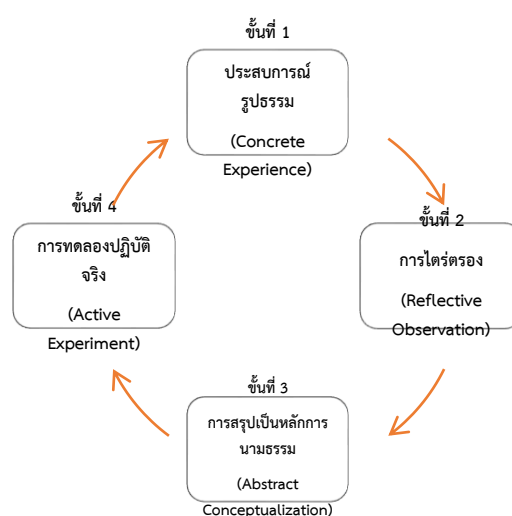 ขั้นที่ 1
ประสบการณ์
รูปธรรม
(Concrete
Experience)
ขั้นที่ 2
การไตร่ตรอง
(Reflective
Observation)
ขั้นที่ 3
การสรุปเป็นหลักการ
นามธรรม
(Abstract
Conceptualization)
ขั้นที่ 4
การทดลองปฏิบัติ
จริง
(Active
Experiment)